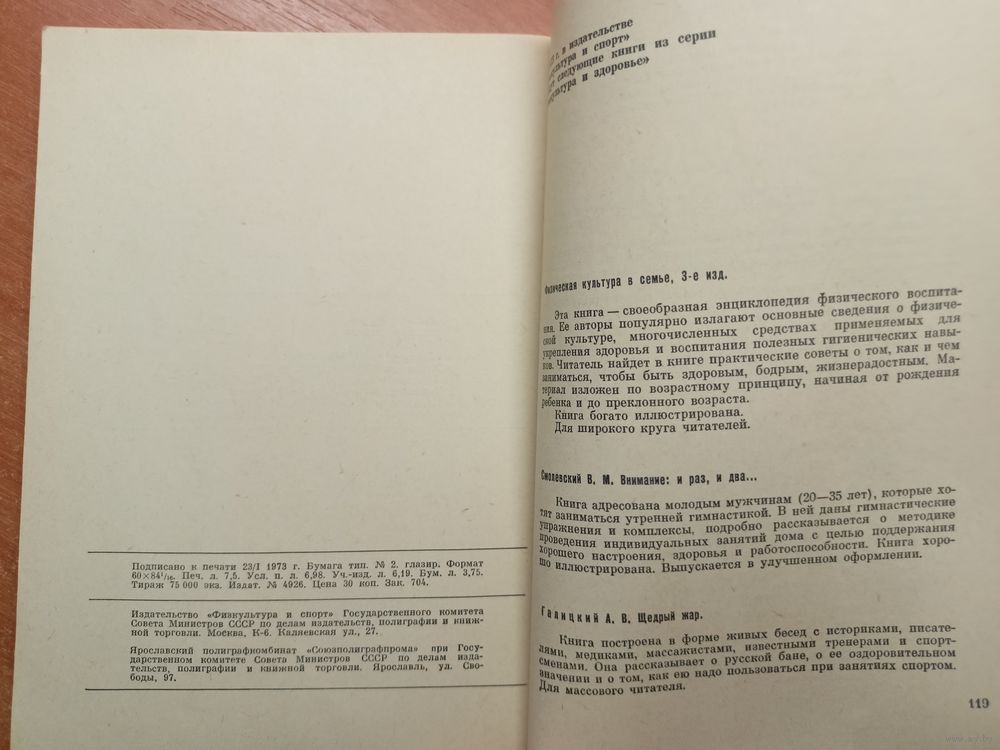 Подписано к печати 23/I 1973 г. Бумага тип. № 2. глазир. Формат
60×84¹/₁₆. Печ. л. 7,5. Усл. п. л. 6,98. Уч.-изд. л. 6,19. Бум. л. 3,75.
Тираж 75 000 экз. Издат. № 4926. Цена 30 коп. Зак. 704.
Издательство «Физкультура и спорт» Государственного комитета
Совета Министров СССР по делам издательств, полиграфии и книж-
ной торговли. Москва, К-6. Каляевская ул., 27.
Ярославский полиграфкомбинат «Союзполиграфпрома» при Госу-
дарственном комитете Совета Министров СССР по делам изда-
тельств, полиграфии и книжной торговли. Ярославль, ул. Сво-
боды, 97.
г. в издательстве
и спорт»
следующие книги из серии
и здоровье»
Физическая культура в семье, 3-е изд.
Эта книга — своеобразная энциклопедия физического воспита-
ния. Ее авторы популярно излагают основные сведения о физиче-
ской культуре, многочисленных средствах применяемых для
укрепления здоровья и воспитания полезных гигиенических навы-
ков. Читатель найдет в книге практические советы о том, как и чем
заниматься, чтобы быть здоровым, бодрым, жизнерадостным. Ма-
териал изложен по возрастному принципу, начиная от рождения
ребенка и до преклонного возраста.
Книга богато иллюстрирована.
Для широкого круга читателей.
Смолевский В. М. Внимание: и раз, и два...
Книга адресована молодым мужчинам (20—35 лет), которые хо-
тят заниматься утренней гимнастикой. В ней даны гимнастические
упражнения и комплексы, подробно рассказывается о методике
проведения индивидуальных занятий дома с целью поддержания
хорошего настроения, здоровья и работоспособности. Книга хоро-
шо иллюстрирована. Выпускается в улучшенном оформлении.
Галицкий А. В. Щедрый жар.
Книга построена в форме живых бесед с историками, писате-
лями, медиками, массажистами, известными тренерами и спорт-
сменами. Она рассказывает о русской бане, о ее оздоровительном
значении и о том, как ею надо пользоваться при занятиях спортом.
Для массового читателя.
119